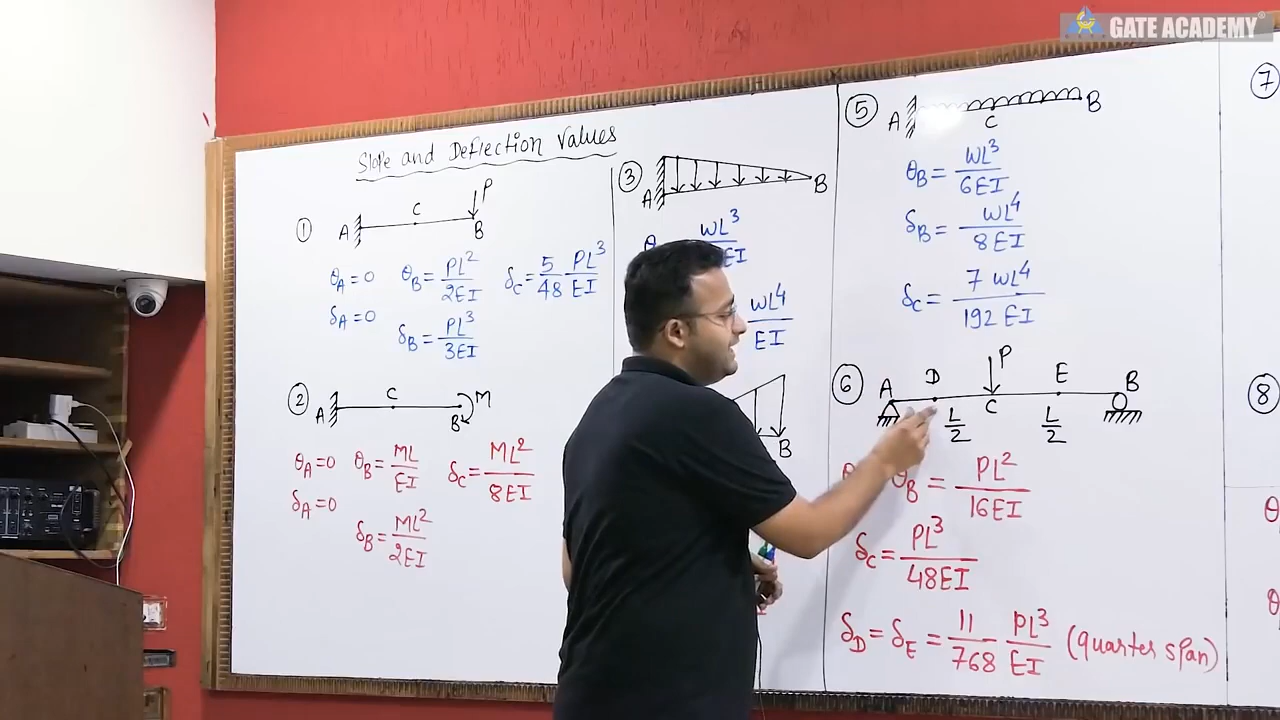 GATE ACADEMY®
Slope and Deflection Values
① A C P B
θA = 0 θB = PL²/2EI δC = 5/48 PL³/EI
δA = 0 δB = PL³/3EI
② A C B M
θA = 0 θB = ML/EI δC = ML²/8EI
δA = 0
δB = ML²/2EI
③ A B
WL³
EI
WL⁴/EI
B
⑤ A C B
θB = WL³/6EI
δB = WL⁴/8EI
δC = 7 WL⁴/192 EI
⑥ A D P C E B
L/2 L/2
θB = PL²/16EI
δC = PL³/48EI
δD = δE = 11/768 PL³/EI (quarter span)
⑦
⑧
θ
θ